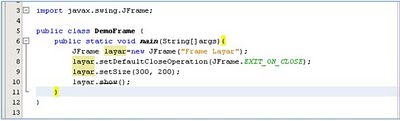 3 import javax.swing.JFrame;
4
5 public class DemoFrame {
6 public static void main(String[]args){
7 JFrame layar=new JFrame("Frame Layar");
8 layar.setDefaultCloseOperation(JFrame.EXIT_ON_CLOSE);
9 layar.setSize(300, 200);
10 layar.show();
11 }
12 }
13